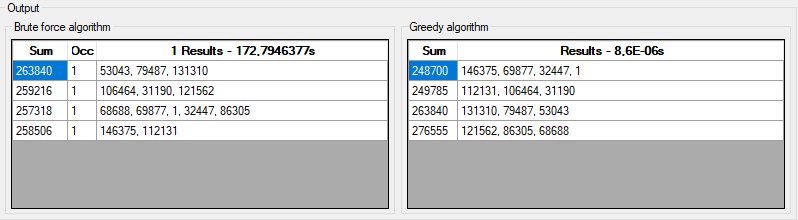 Output
Brute force algorithm
Sum Occ 1 Results - 172,7946377s
263840 1 53043, 79487, 131310
259216 1 106464, 31190, 121562
257318 1 68688, 69877, 1, 32447, 86305
258506 1 146375, 112131
Greedy algorithm
Sum Results - 8,6E-06s
248700 146375, 69877, 32447, 1
249785 112131, 106464, 31190
263840 131310, 79487, 53043
276555 121562, 86305, 68688